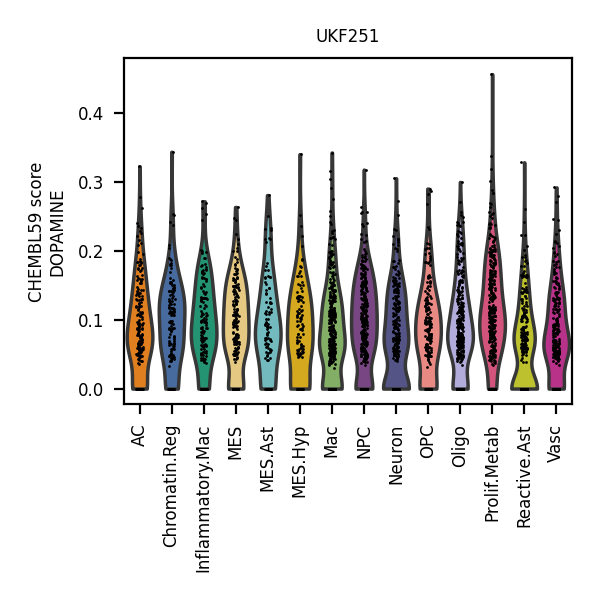 UKF251
CHEMBL59 score
DOPAMINE
0.4
0.3
0.2
0.1
0.0
AC
Chromatin.Reg
Inflammatory.Mac
MES
MES.Ast
MES.Hyp
Mac
NPC
Neuron
OPC
Oligo
Prolif.Metab
Reactive.Ast
Vasc